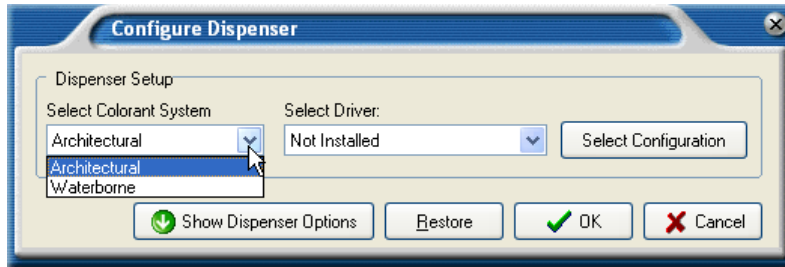 Configure Dispenser
Dispenser Setup
Select Colorant System
Select Driver:
Architectural
Not Installed
Select Configuration
Architectural
Waterborne
Show Dispenser Options
Restore
OK
Cancel